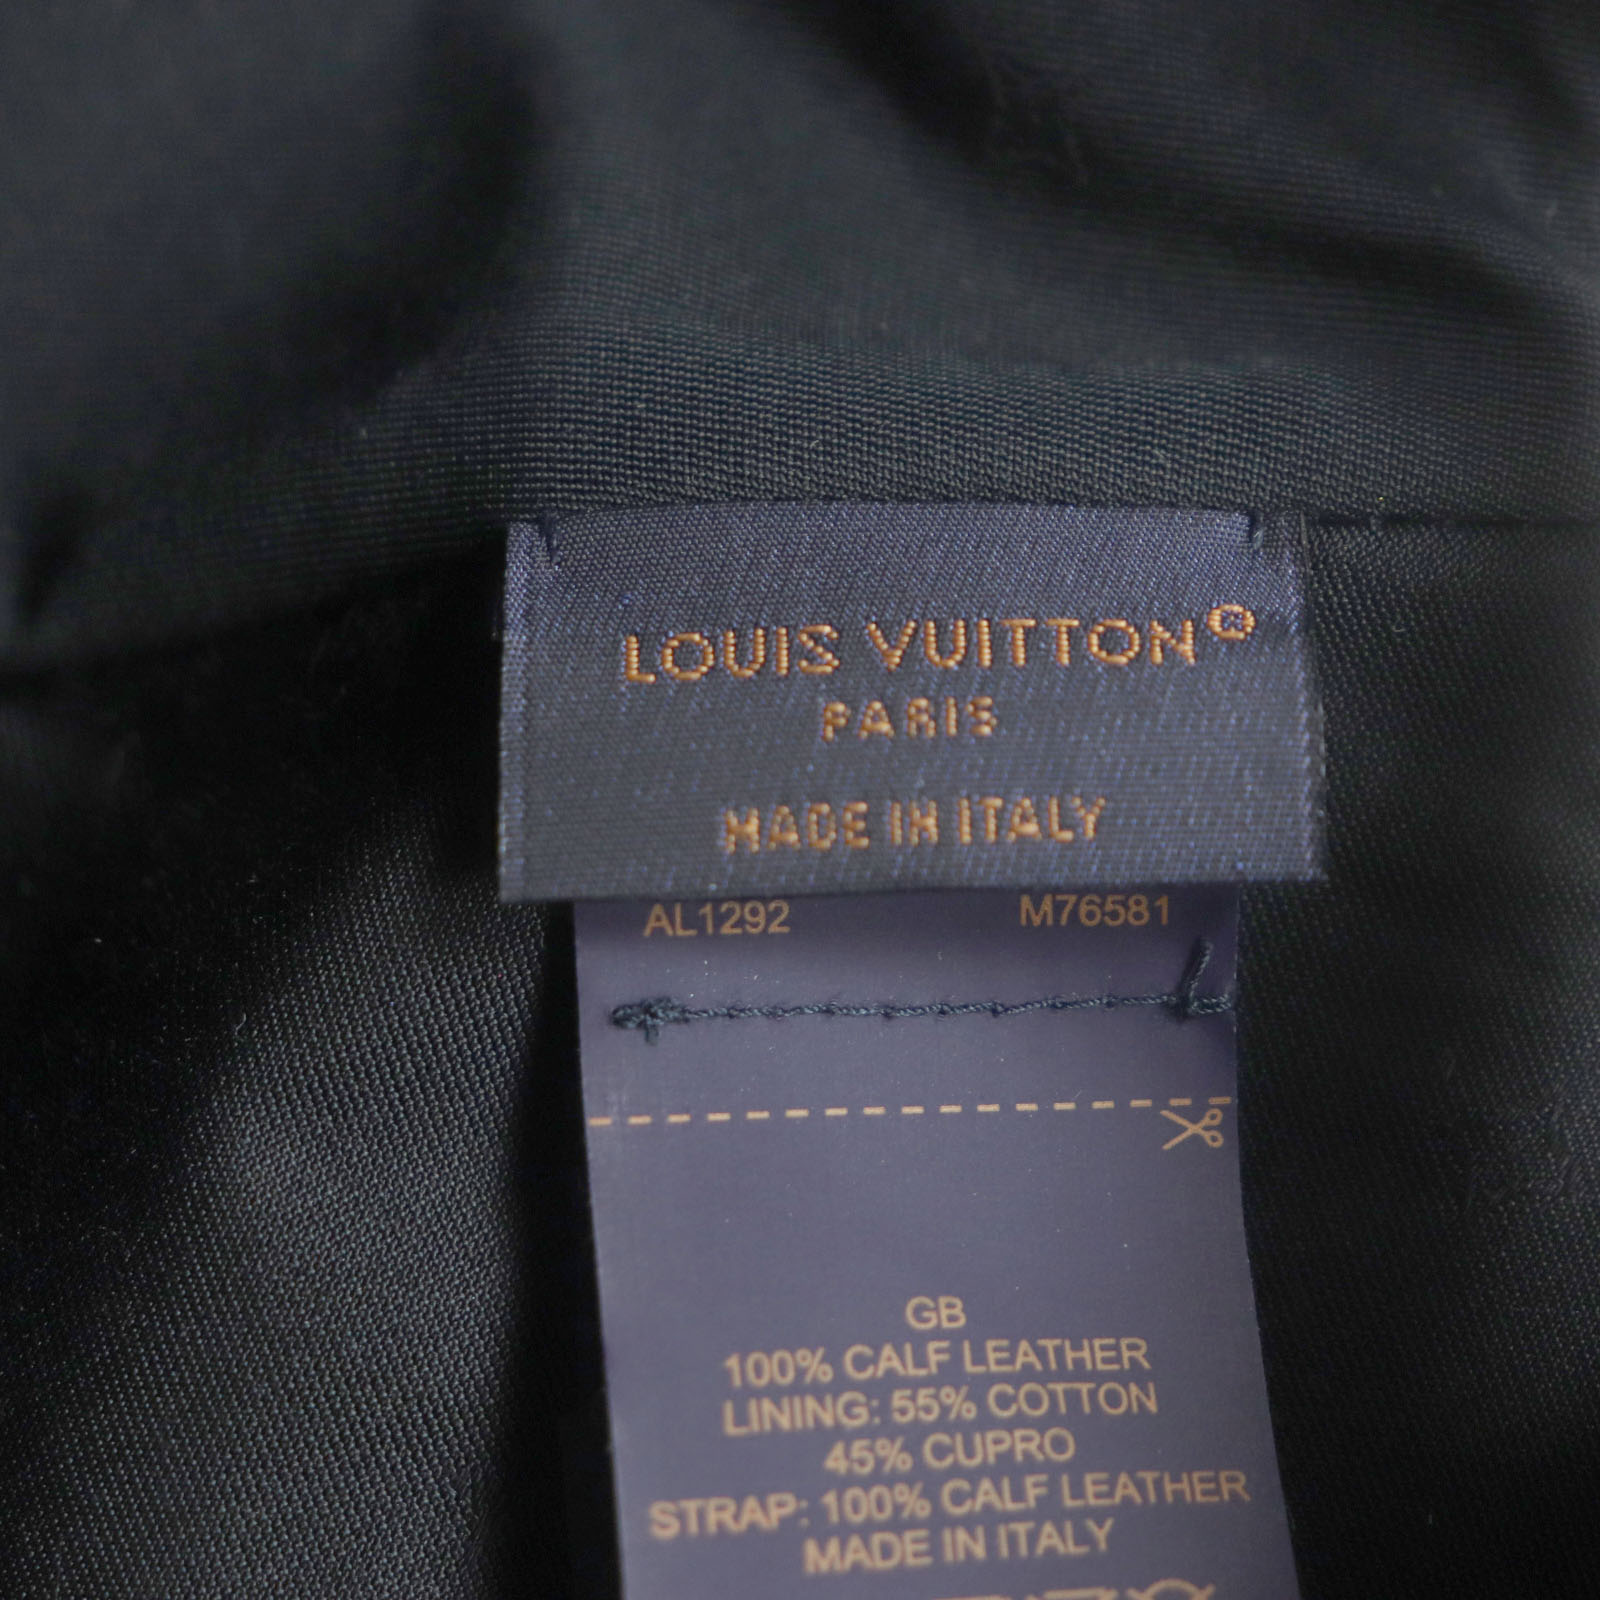 LOUIS VUITTON®
PARIS
MADE IN ITALY
AL1292 M76581
GB
100% CALF LEATHER
LINING: 55% COTTON
45% CUPRO
STRAP: 100% CALF LEATHER
MADE IN ITALY